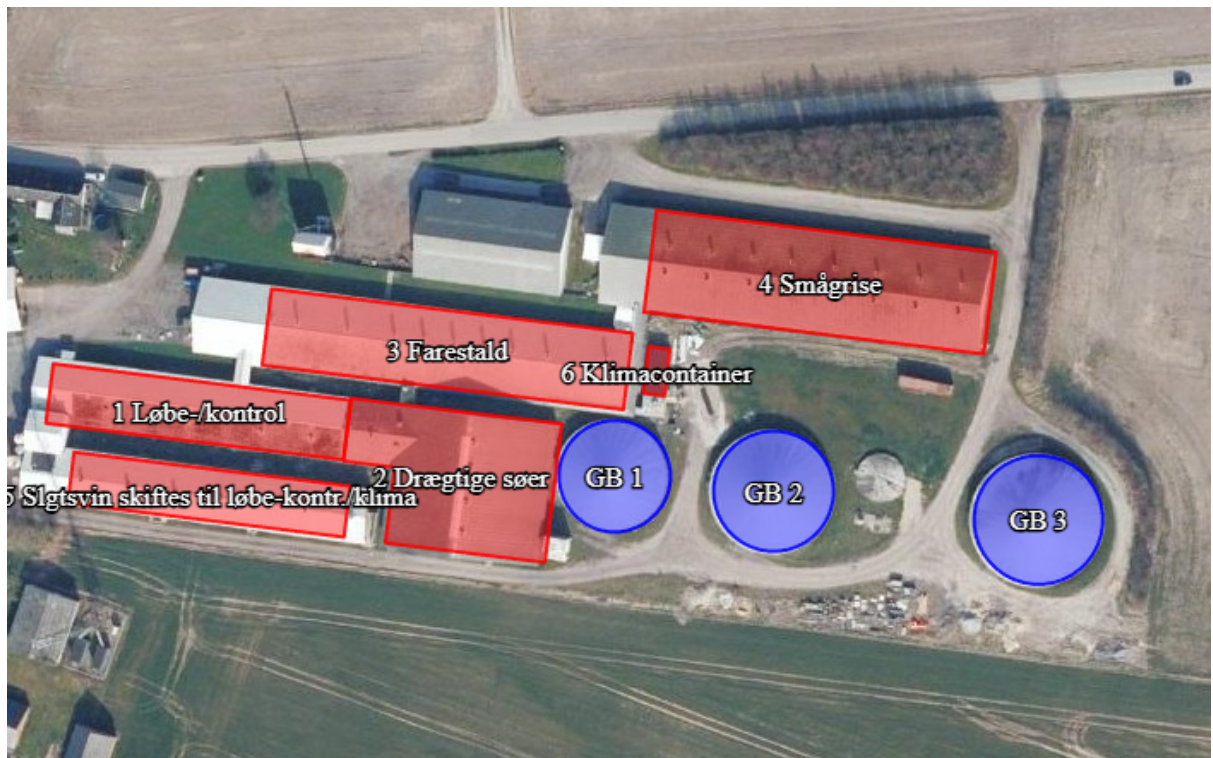 4 Smågrise
3 Farestald
6 Klimacontainer
1 Løbe-/kontrol
2 Drægtige søer
GB 1
GB 2
5 Slgtsvin skiftes til løbe-kontr./klima
GB 3